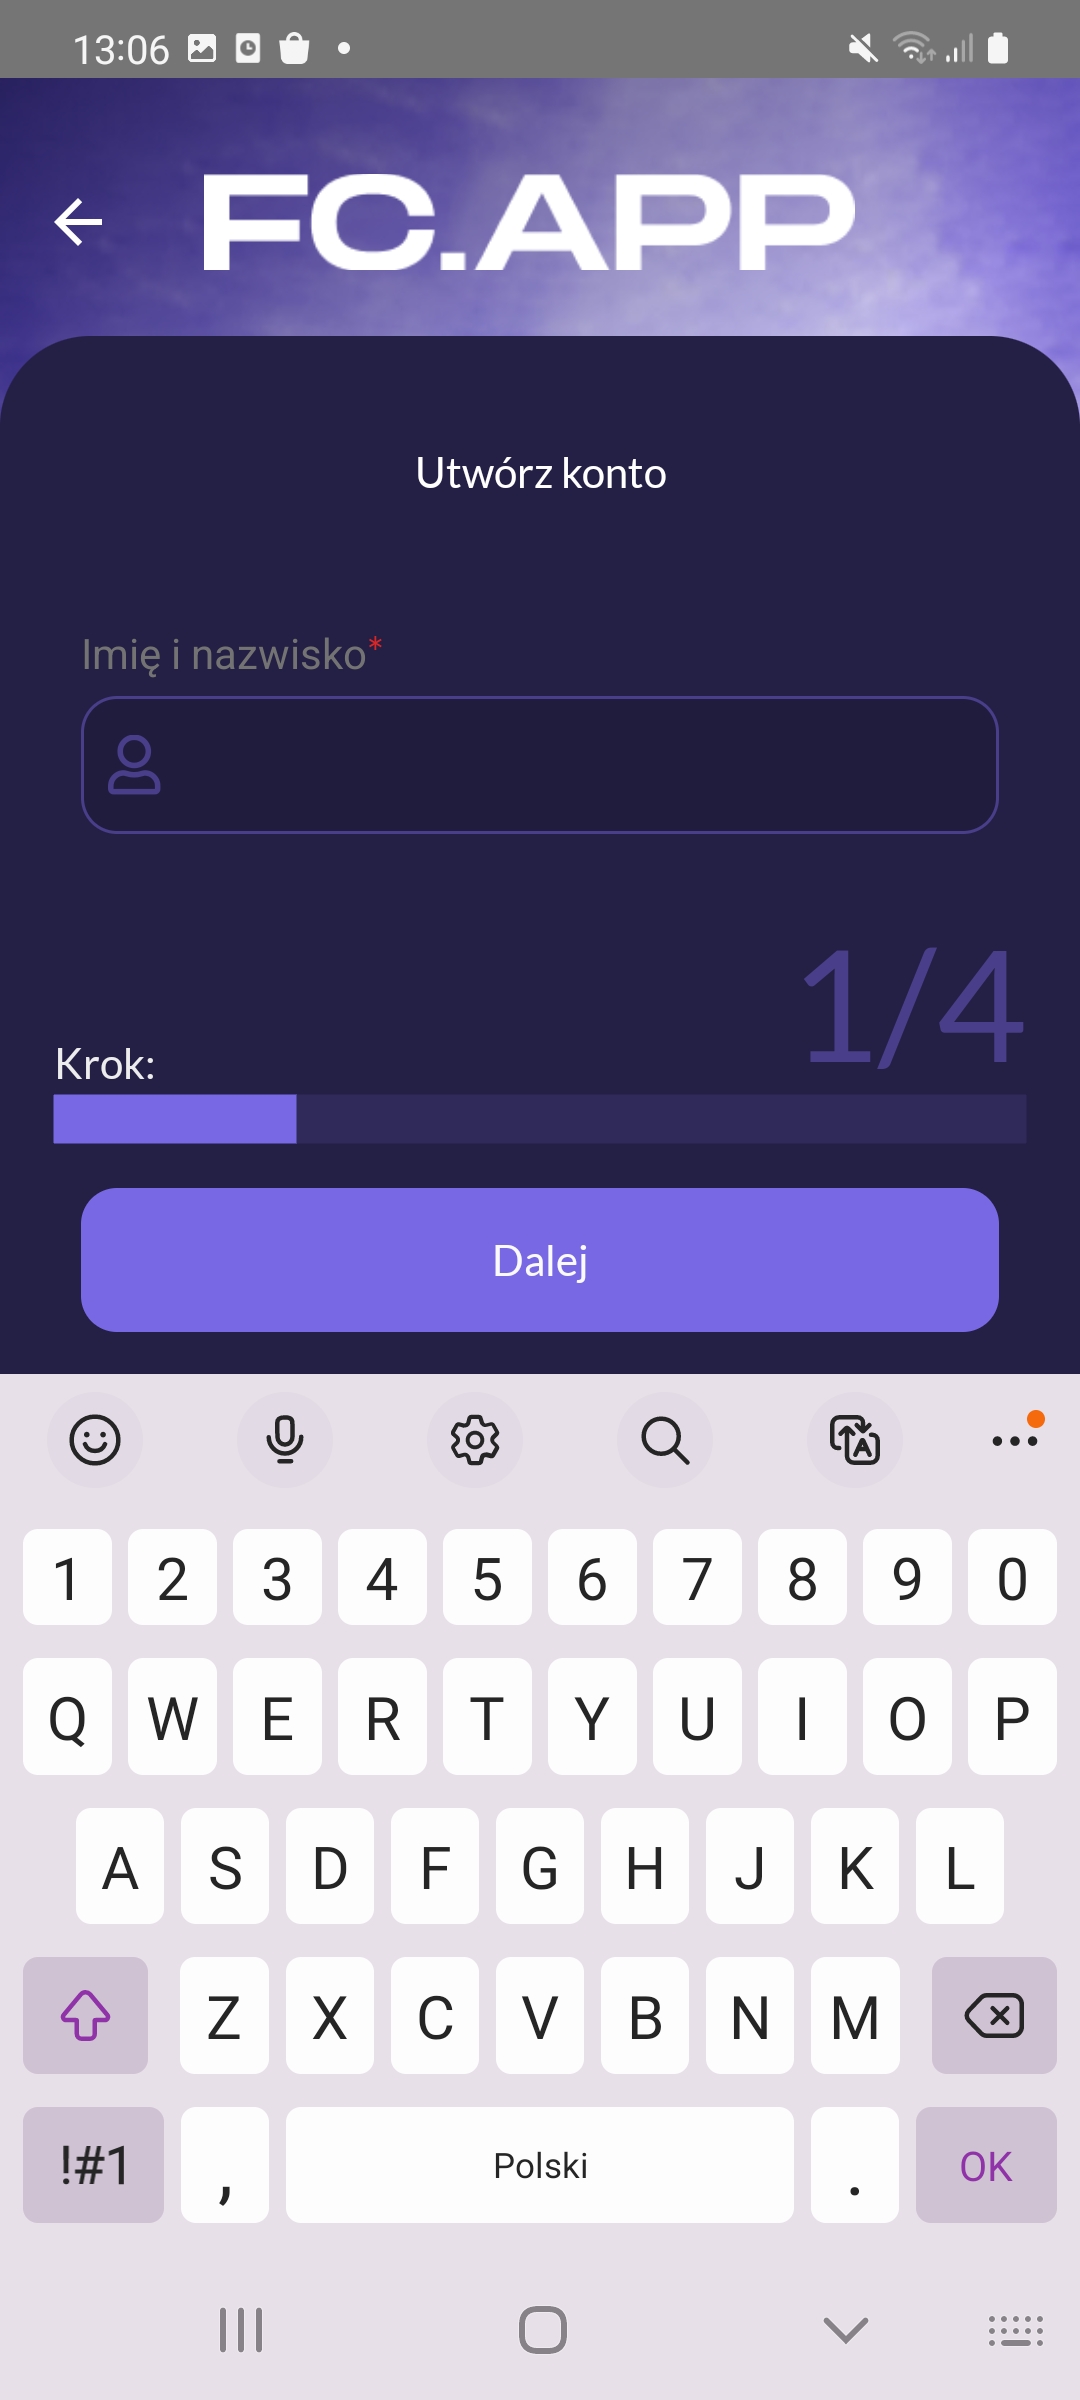 13:06
FC.APP
Utwórz konto
Imię i nazwisko*
1/4
Krok:
Dalej
1 2 3 4 5 6 7 8 9 0
Q W E R T Y U I O P
A S D F G H J K L
Z X C V B N M
!#1 , Polski . OK